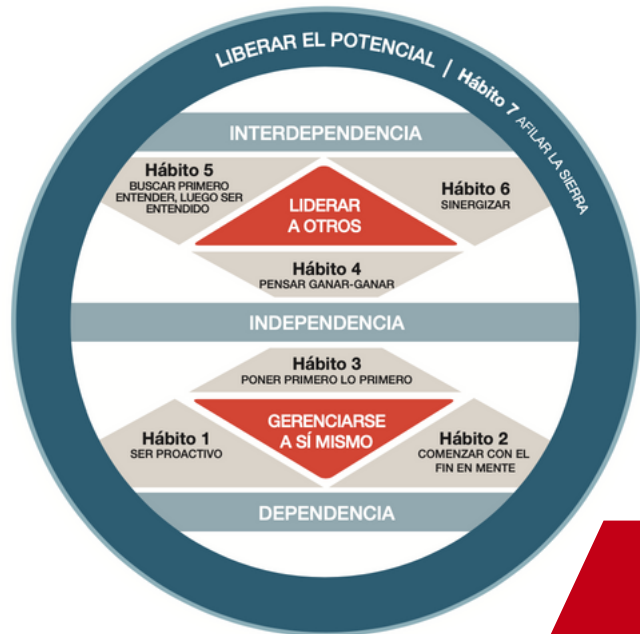 LIBERAR EL POTENCIAL | Hábito 7 AFILAR LA SIERRA
INTERDEPENDENCIA
Hábito 5
BUSCAR PRIMERO
ENTENDER, LUEGO SER
ENTENDIDO
LIDERAR
A OTROS
Hábito 6
SINERGIZAR
Hábito 4
PENSAR GANAR-GANAR
INDEPENDENCIA
Hábito 3
PONER PRIMERO LO PRIMERO
Hábito 1
SER PROACTIVO
GERENCIARSE
A SÍ MISMO
Hábito 2
COMENZAR CON EL
FIN EN MENTE
DEPENDENCIA